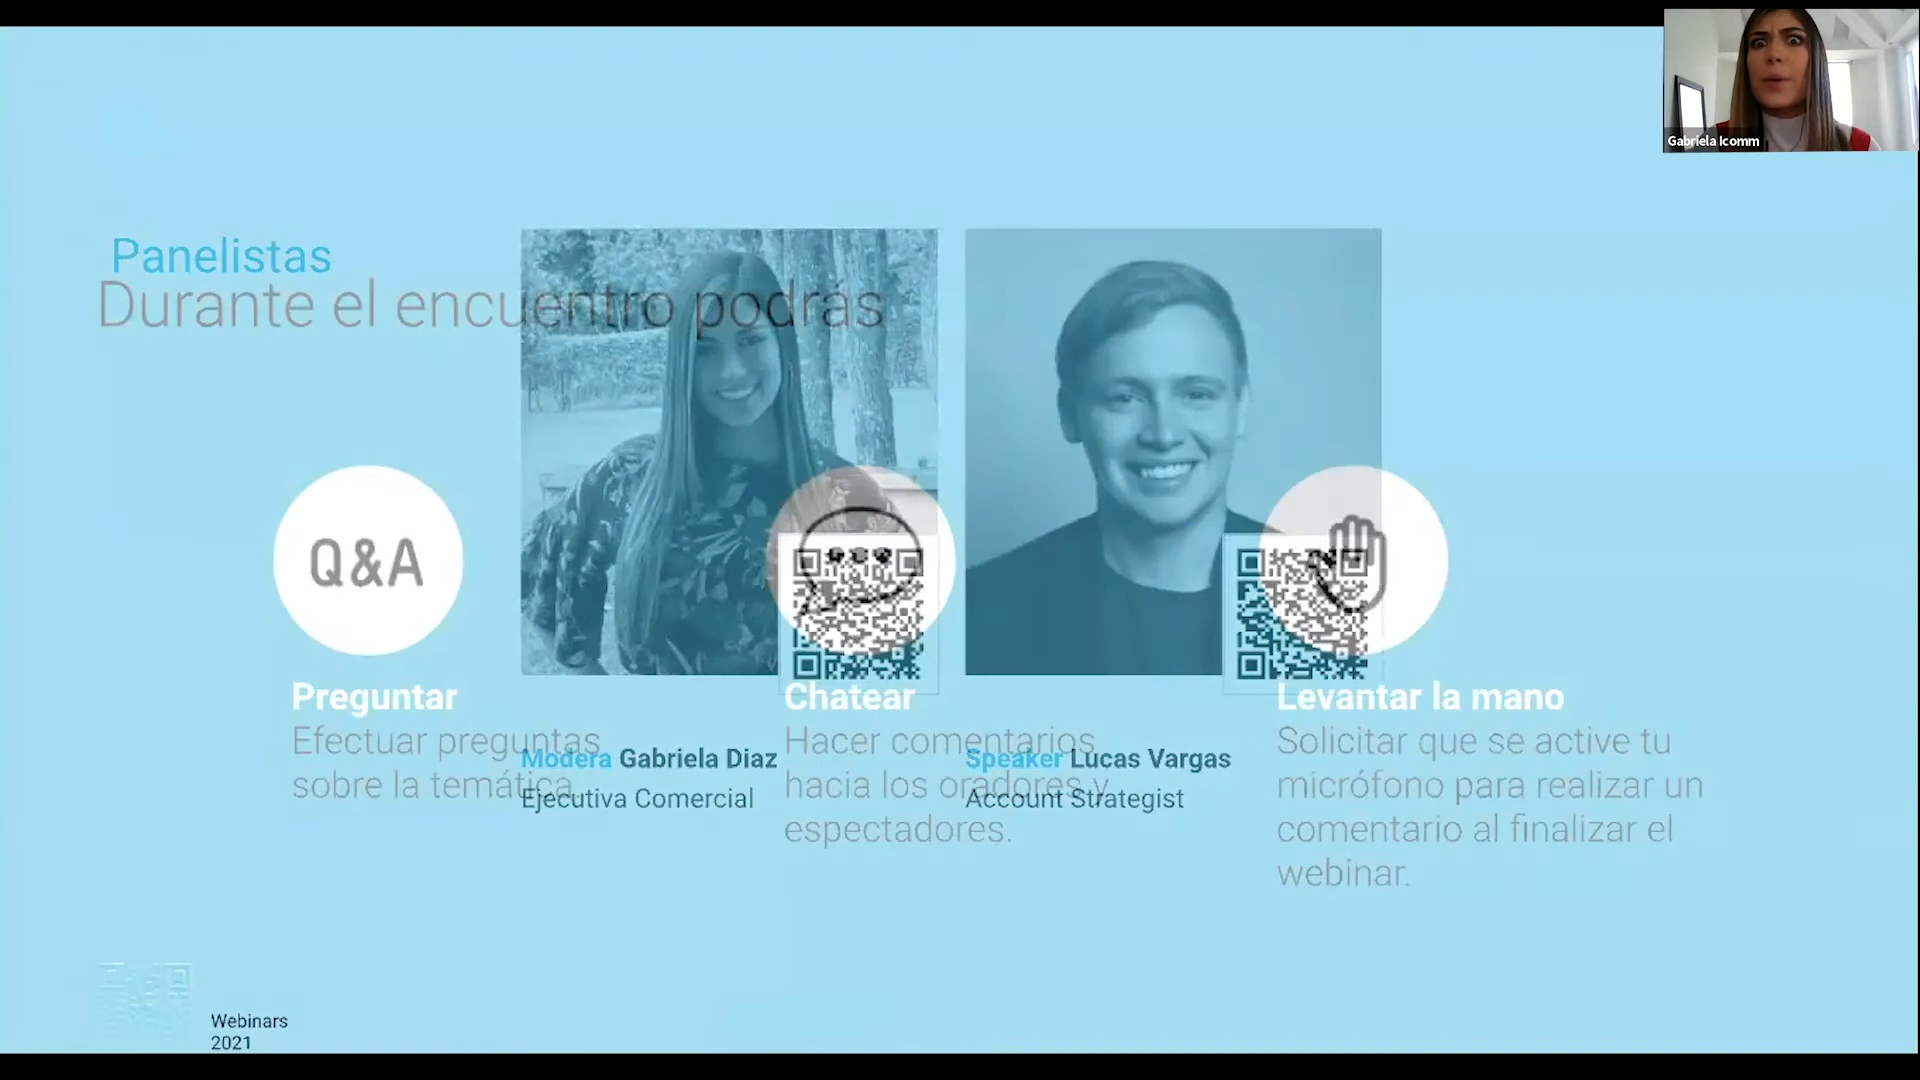 Gabriela Icomm
Panelistas
Durante el encuentro podrás
Q&A
Preguntar
Efectuar preguntas
sobre la temática.
Chatear
Hacer comentarios
hacia los oradores y
espectadores.
Levantar la mano
Solicitar que se active tu
micrófono para realizar un
comentario al finalizar el
webinar.
Modera Gabriela Diaz
Ejecutiva Comercial
Speaker Lucas Vargas
Account Strategist
Webinars
2021